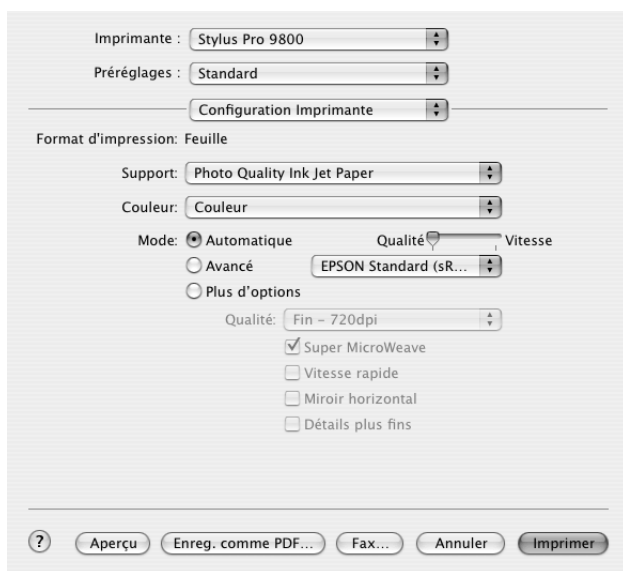 Imprimante : Stylus Pro 9800
Préréglages : Standard
Configuration Imprimante
Format d'impression: Feuille
Support: Photo Quality Ink Jet Paper
Couleur: Couleur
Mode: Automatique Qualité Vitesse
Avancé EPSON Standard (sR...
Plus d'options
Qualité: Fin – 720dpi
Super MicroWeave
Vitesse rapide
Miroir horizontal
Détails plus fins
? Aperçu Enreg. comme PDF... Fax... Annuler Imprimer